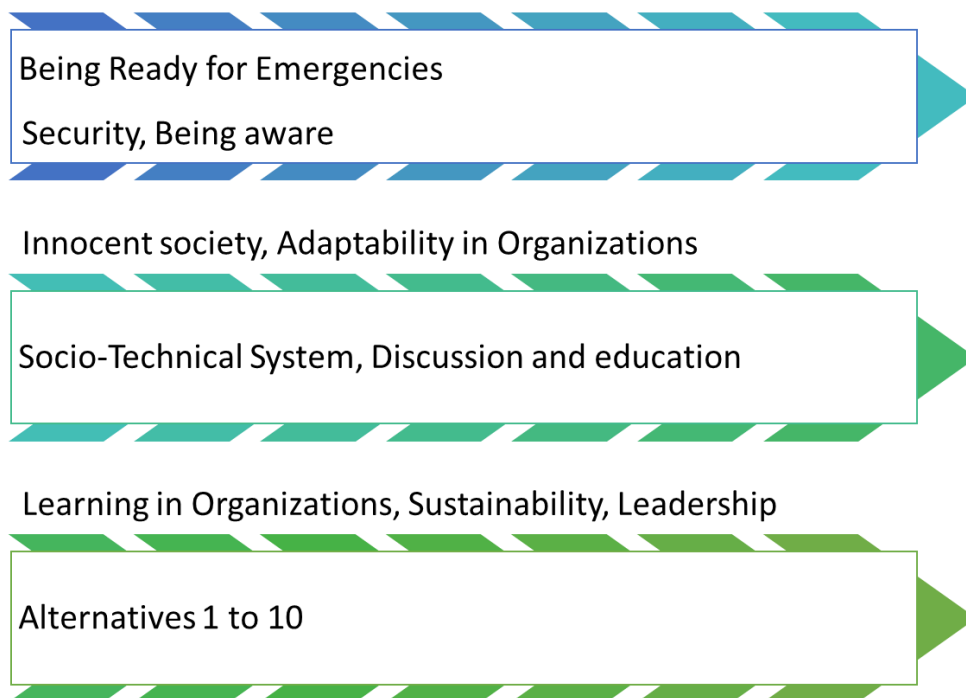 Being Ready for Emergencies
Security, Being aware
Innocent society, Adaptability in Organizations
Socio-Technical System, Discussion and education
Learning in Organizations, Sustainability, Leadership
Alternatives 1 to 10